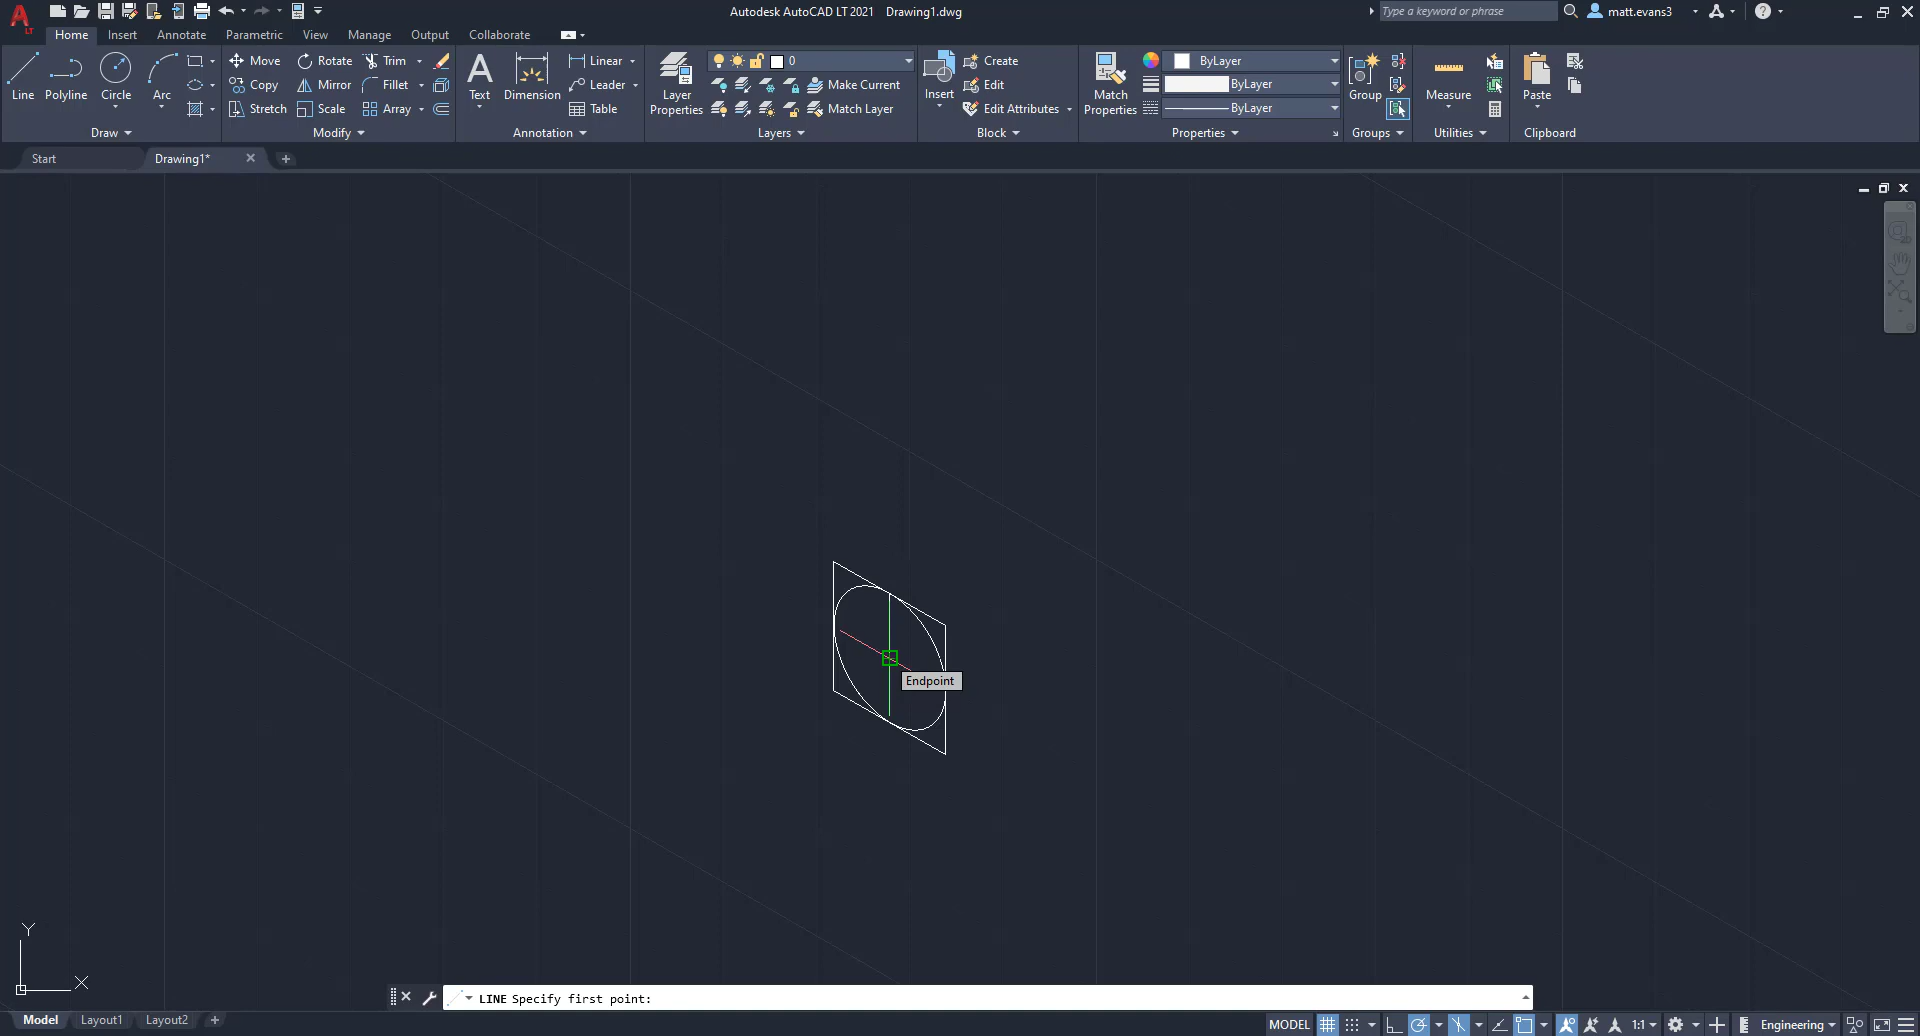 LT
Autodesk AutoCAD LT 2021 Drawing1.dwg
Type a keyword or phrase
matt.evans3
Home Insert Annotate Parametric View Manage Output Collaborate
Line Polyline Circle Arc
Move Rotate Trim
Copy Mirror Fillet
Stretch Scale Array
Text Dimension
Linear
Leader
Table
Layer Properties
0
Make Current
Match Layer
Insert
Create
Edit
Edit Attributes
Match Properties
ByLayer
ByLayer
ByLayer
Group
Measure
Paste
Draw Modify Annotation Layers Block Properties Groups Utilities Clipboard
Start Drawing1*
Endpoint
Y
X
LINE Specify first point:
Model Layout1 Layout2
MODEL 1:1 Engineering